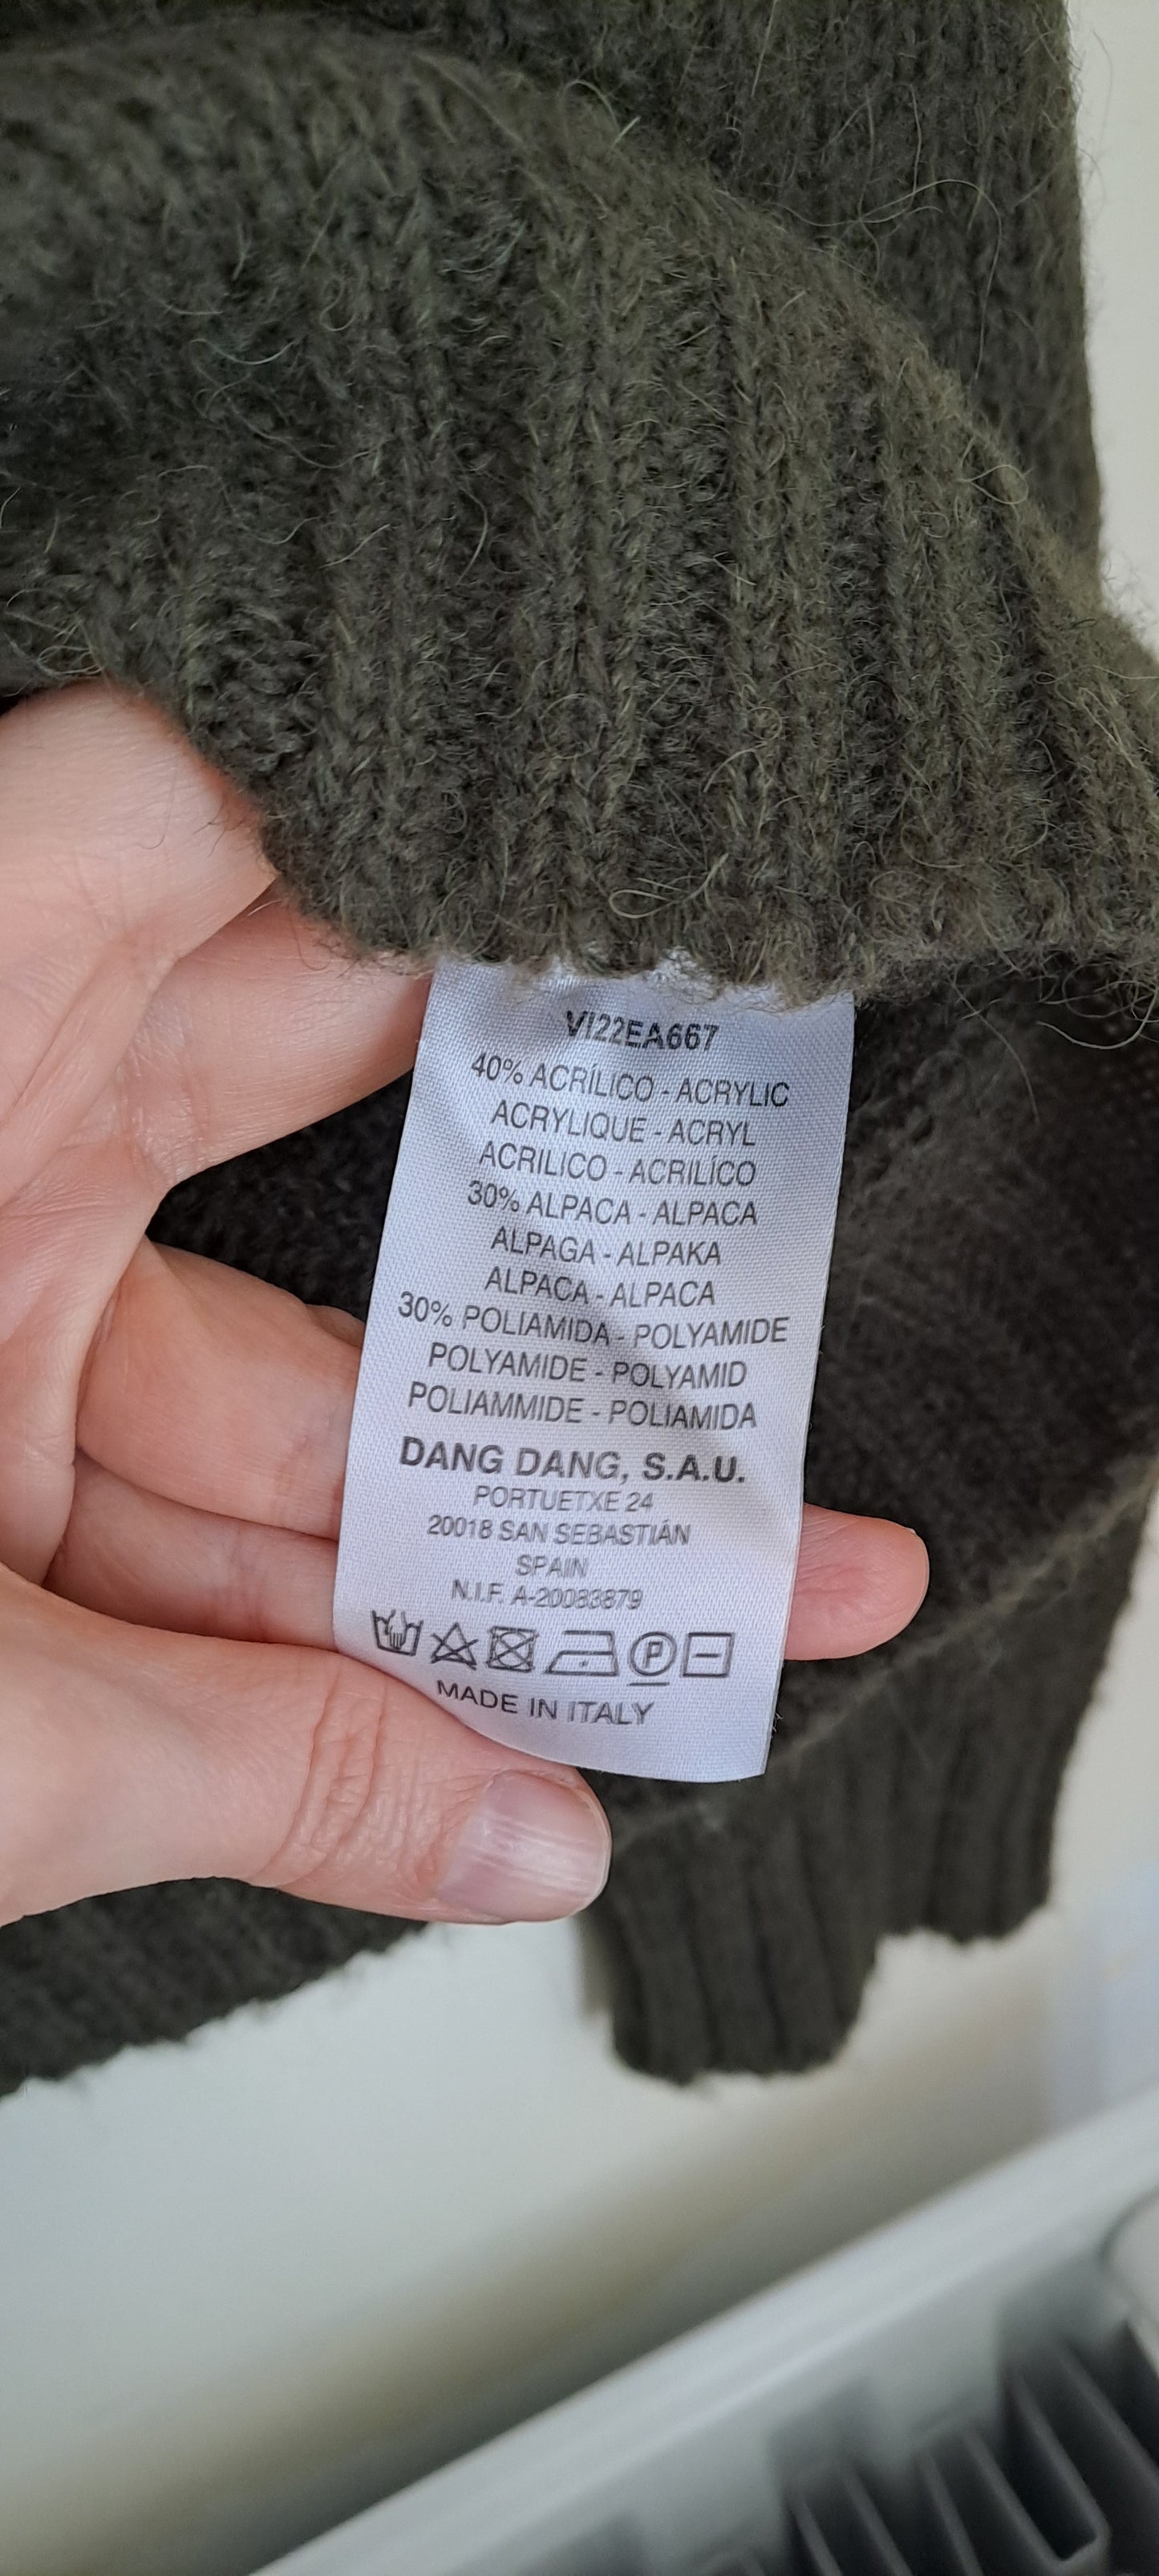 VI22EA667
40% ACRÍLICO - ACRYLIC
ACRYLIQUE - ACRYL
ACRILICO - ACRILÍCO
30% ALPACA - ALPACA
ALPAGA - ALPAKA
ALPACA - ALPACA
30% POLIAMIDA - POLYAMIDE
POLYAMIDE - POLYAMID
POLIAMMIDE - POLIAMIDA
DANG DANG, S.A.U.
PORTUETXE 24
20018 SAN SEBASTIÁN
SPAIN
N.I.F. A-20083879
P
MADE IN ITALY